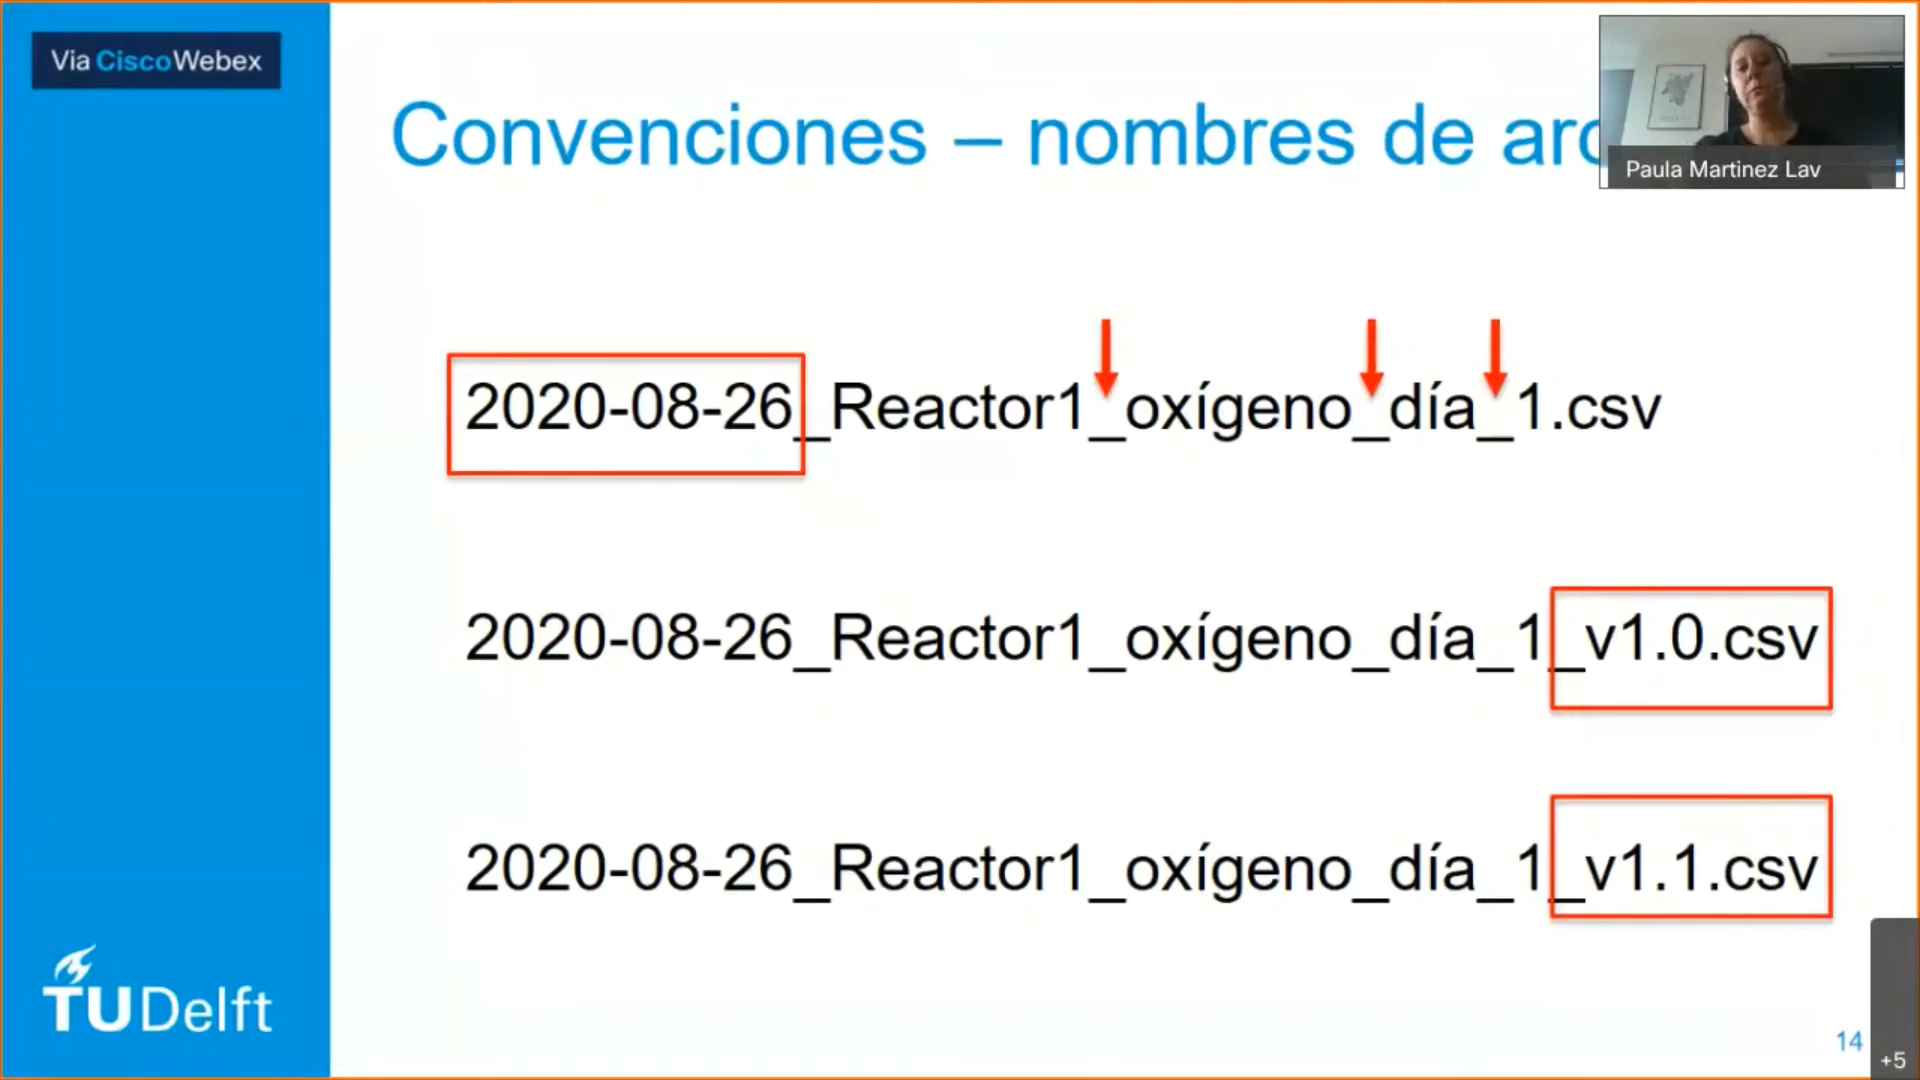 Via CiscoWebex
Convenciones – nombres de arc
Paula Martinez Lav
2020-08-26_Reactor1_oxígeno_día_1.csv
2020-08-26_Reactor1_oxígeno_día_1_v1.0.csv
2020-08-26_Reactor1_oxígeno_día_1_v1.1.csv
TUDelft
14
+5